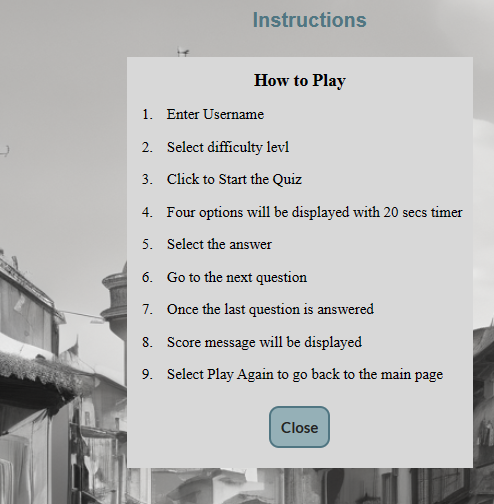 Instructions
How to Play
1. Enter Username
2. Select difficulty levl
3. Click to Start the Quiz
4. Four options will be displayed with 20 secs timer
5. Select the answer
6. Go to the next question
7. Once the last question is answered
8. Score message will be displayed
9. Select Play Again to go back to the main page
Close